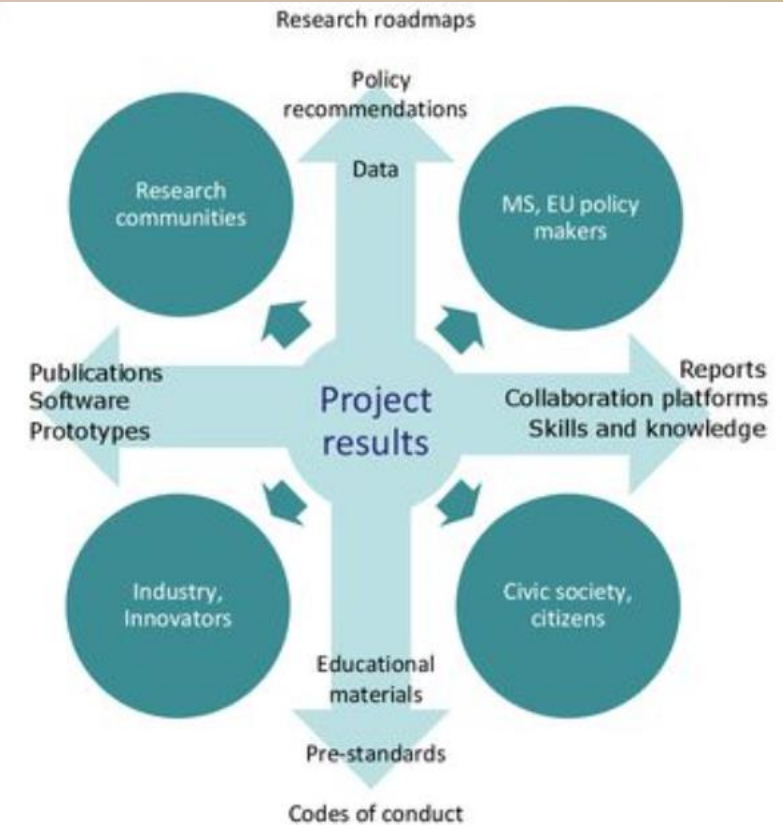 Research roadmaps
Policy
recommendations
Data
Research
communities
MS, EU policy
makers
Publications
Software
Prototypes
Project
results
Reports
Collaboration platforms
Skills and knowledge
Industry,
Innovators
Civic society,
citizens
Educational
materials
Pre-standards
Codes of conduct